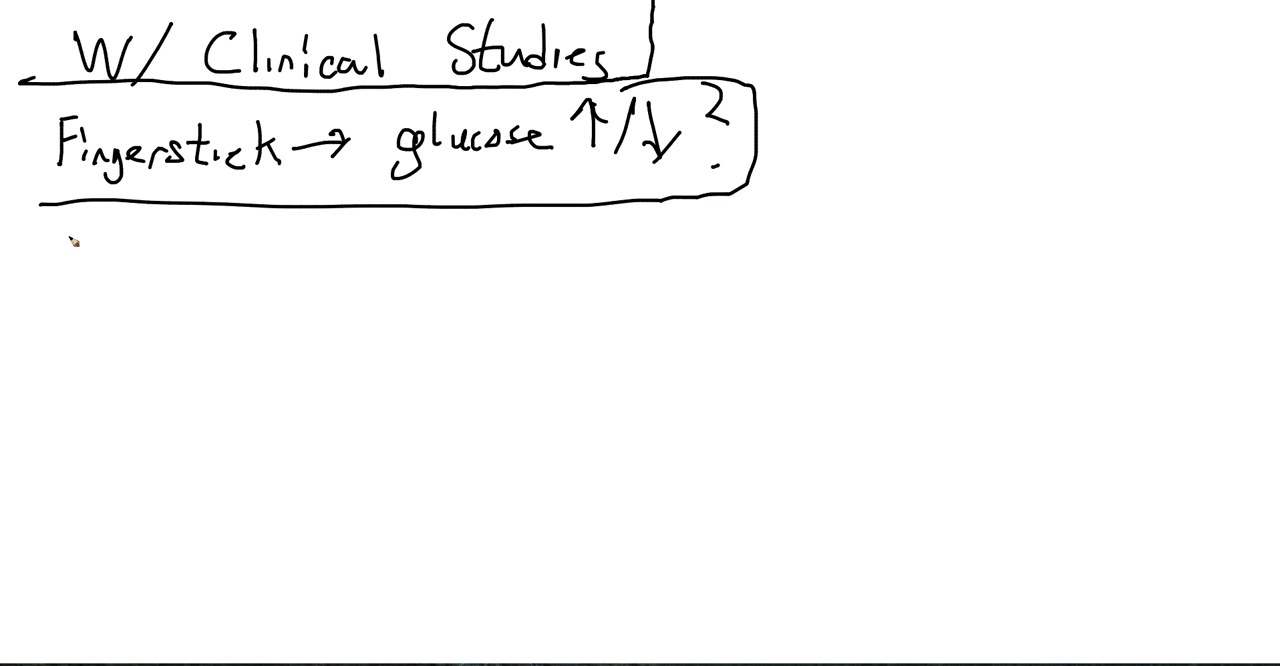 W/ Clinical Studies
Fingerstick → glucose ↑/↓ ?